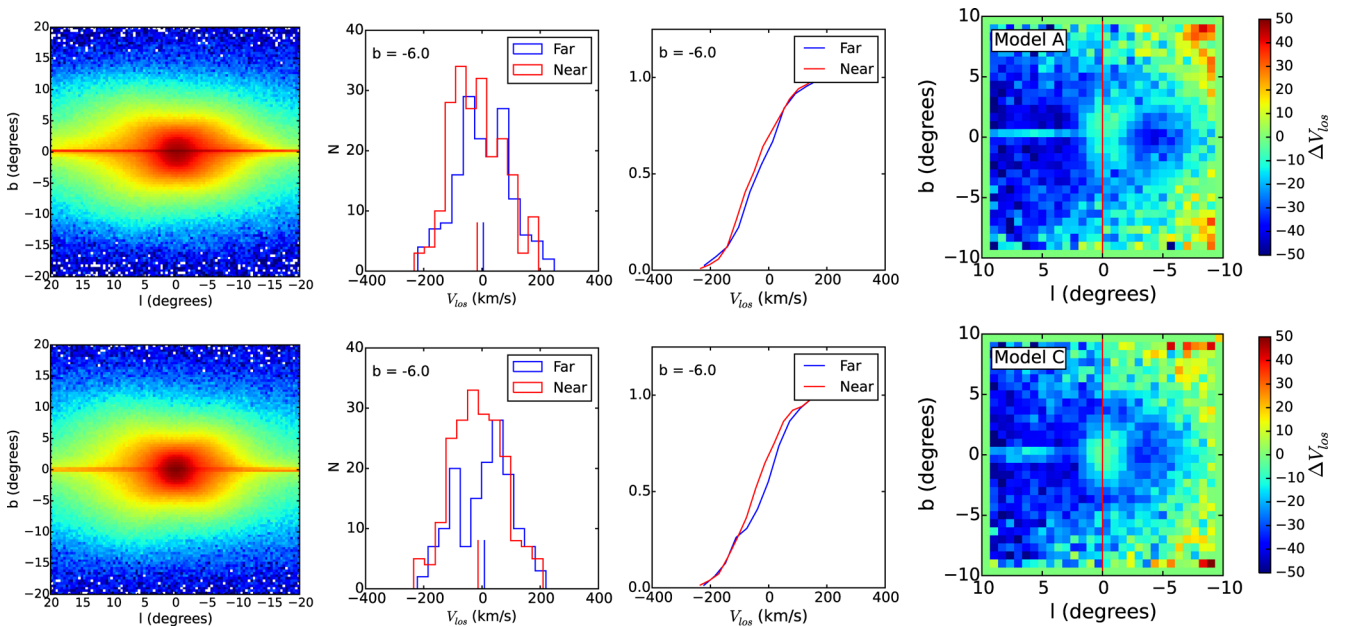 20
15
10
5
0
−5
−10
−15
−20
b (degrees)
20 15 10 5 0 −5 −10 −15 −20
l (degrees)
40
30
20
10
0
N
b = -6.0
Far
Near
−400 −200 0 200 400
V_los (km/s)
1.0
0.5
0.0
b = -6.0
Far
Near
−400 −200 0 200 400
V_los (km/s)
10
5
0
−5
−10
b (degrees)
Model A
10 5 0 −5 −10
l (degrees)
50
40
30
20
10
0
−10
−20
−30
−40
−50
ΔV_los
20
15
10
5
0
−5
−10
−15
−20
b (degrees)
20 15 10 5 0 −5 −10 −15 −20
l (degrees)
40
30
20
10
0
N
b = -6.0
Far
Near
−400 −200 0 200 400
V_los (km/s)
1.0
0.5
0.0
b = -6.0
Far
Near
−400 −200 0 200 400
V_los (km/s)
10
5
0
−5
−10
b (degrees)
Model C
10 5 0 −5 −10
l (degrees)
50
40
30
20
10
0
−10
−20
−30
−40
−50
ΔV_los